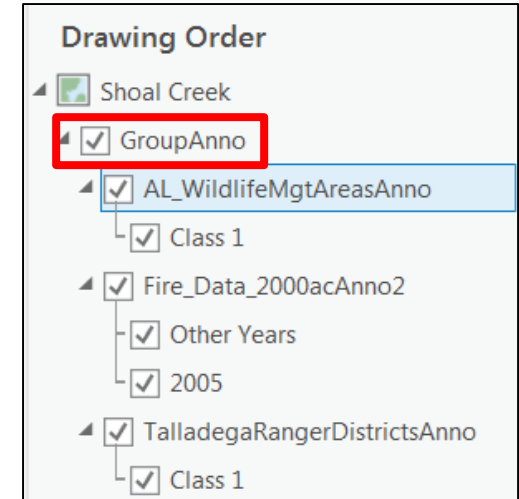 Drawing Order
Shoal Creek
GroupAnno
AL_WildlifeMgtAreasAnno
Class 1
Fire_Data_2000acAnno2
Other Years
2005
TalladegaRangerDistrictsAnno
Class 1